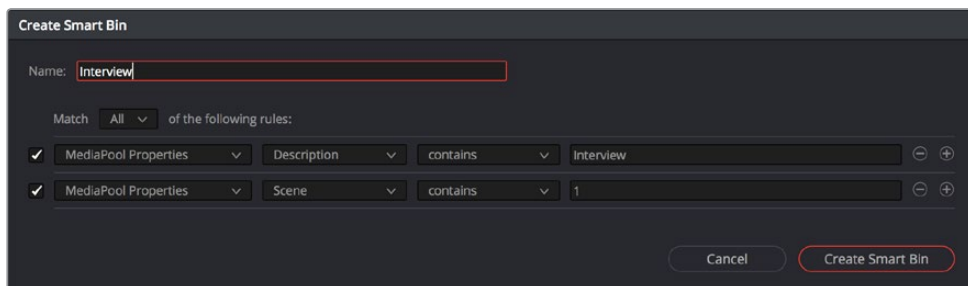 Create Smart Bin
Name: Interview
Match All of the following rules:
MediaPool Properties Description contains Interview
MediaPool Properties Scene contains 1
Cancel Create Smart Bin